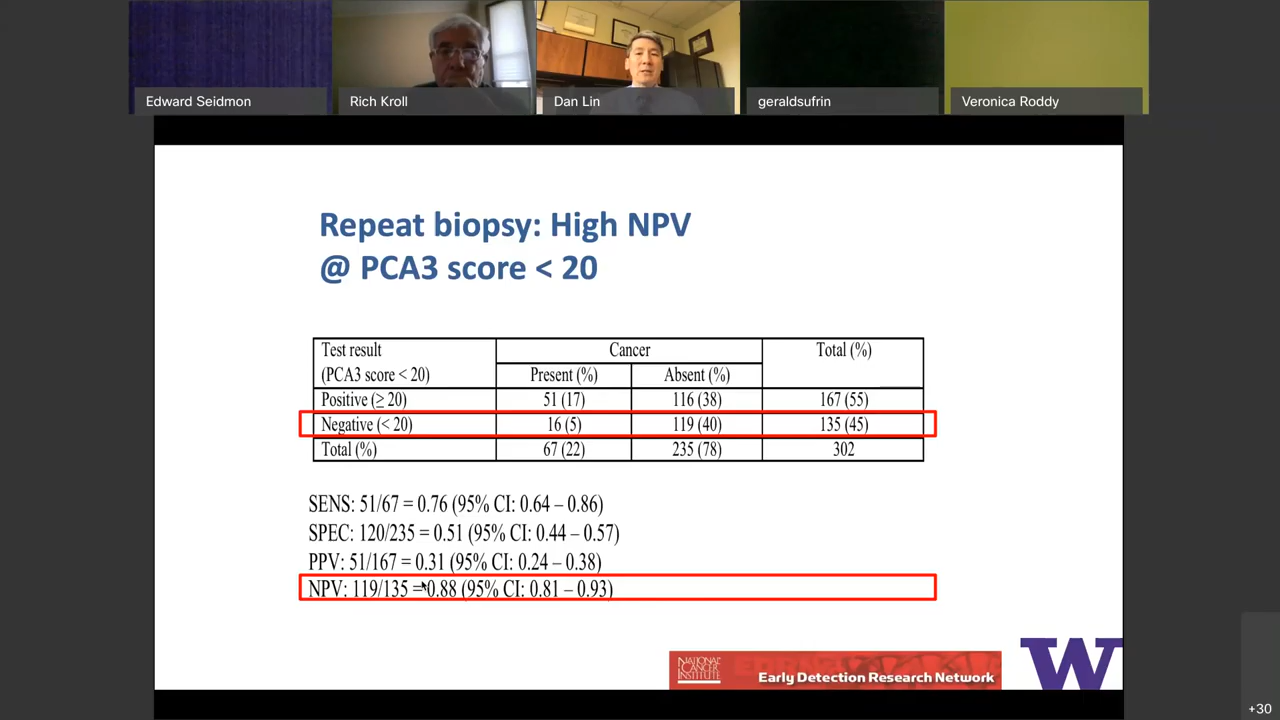 Edward Seidmon
Rich Kroll
Dan Lin
geraldsufrin
Veronica Roddy
Repeat biopsy: High NPV
@ PCA3 score < 20
Test result Cancer Total (%)
(PCA3 score < 20) Present (%) Absent (%)
Positive (≥ 20) 51 (17) 116 (38) 167 (55)
Negative (< 20) 16 (5) 119 (40) 135 (45)
Total (%) 67 (22) 235 (78) 302
SENS: 51/67 = 0.76 (95% CI: 0.64 – 0.86)
SPEC: 120/235 = 0.51 (95% CI: 0.44 – 0.57)
PPV: 51/167 = 0.31 (95% CI: 0.24 – 0.38)
NPV: 119/135 = 0.88 (95% CI: 0.81 – 0.93)
NATIONAL
CANCER
INSTITUTE
Early Detection Research Network
W
+30